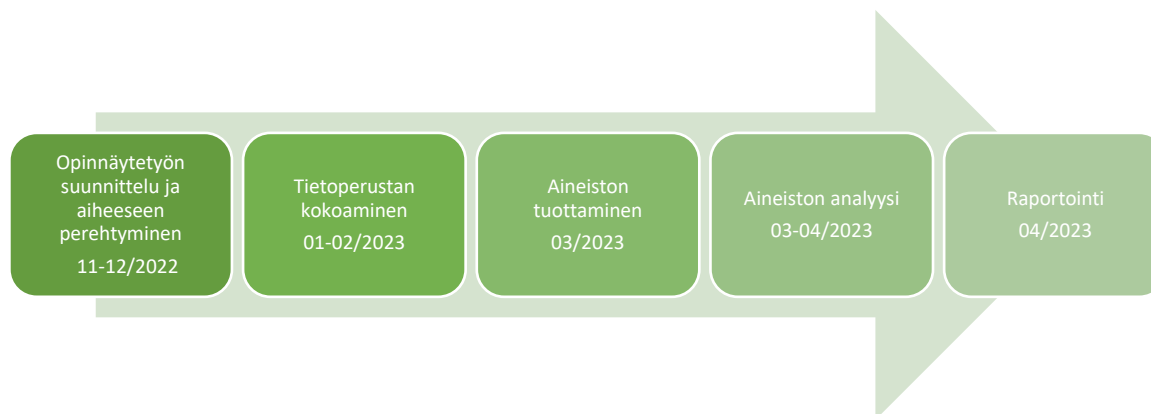 Opinnäytetyön
suunnittelu ja
aiheeseen
perehtyminen
11-12/2022
Tietoperustan
kokoaminen
01-02/2023
Aineiston
tuottaminen
03/2023
Aineiston analyysi
03-04/2023
Raportointi
04/2023